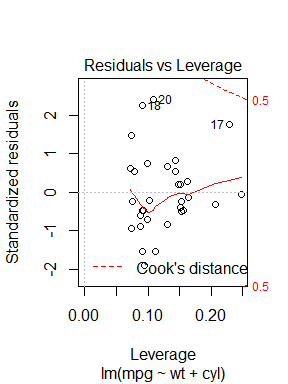 Residuals vs Leverage
Standardized residuals
2
1
0
-1
-2
20
18
17
0.5
Cook's distance
0.5
0.00
0.10
0.20
Leverage
lm(mpg ~ wt + cyl)